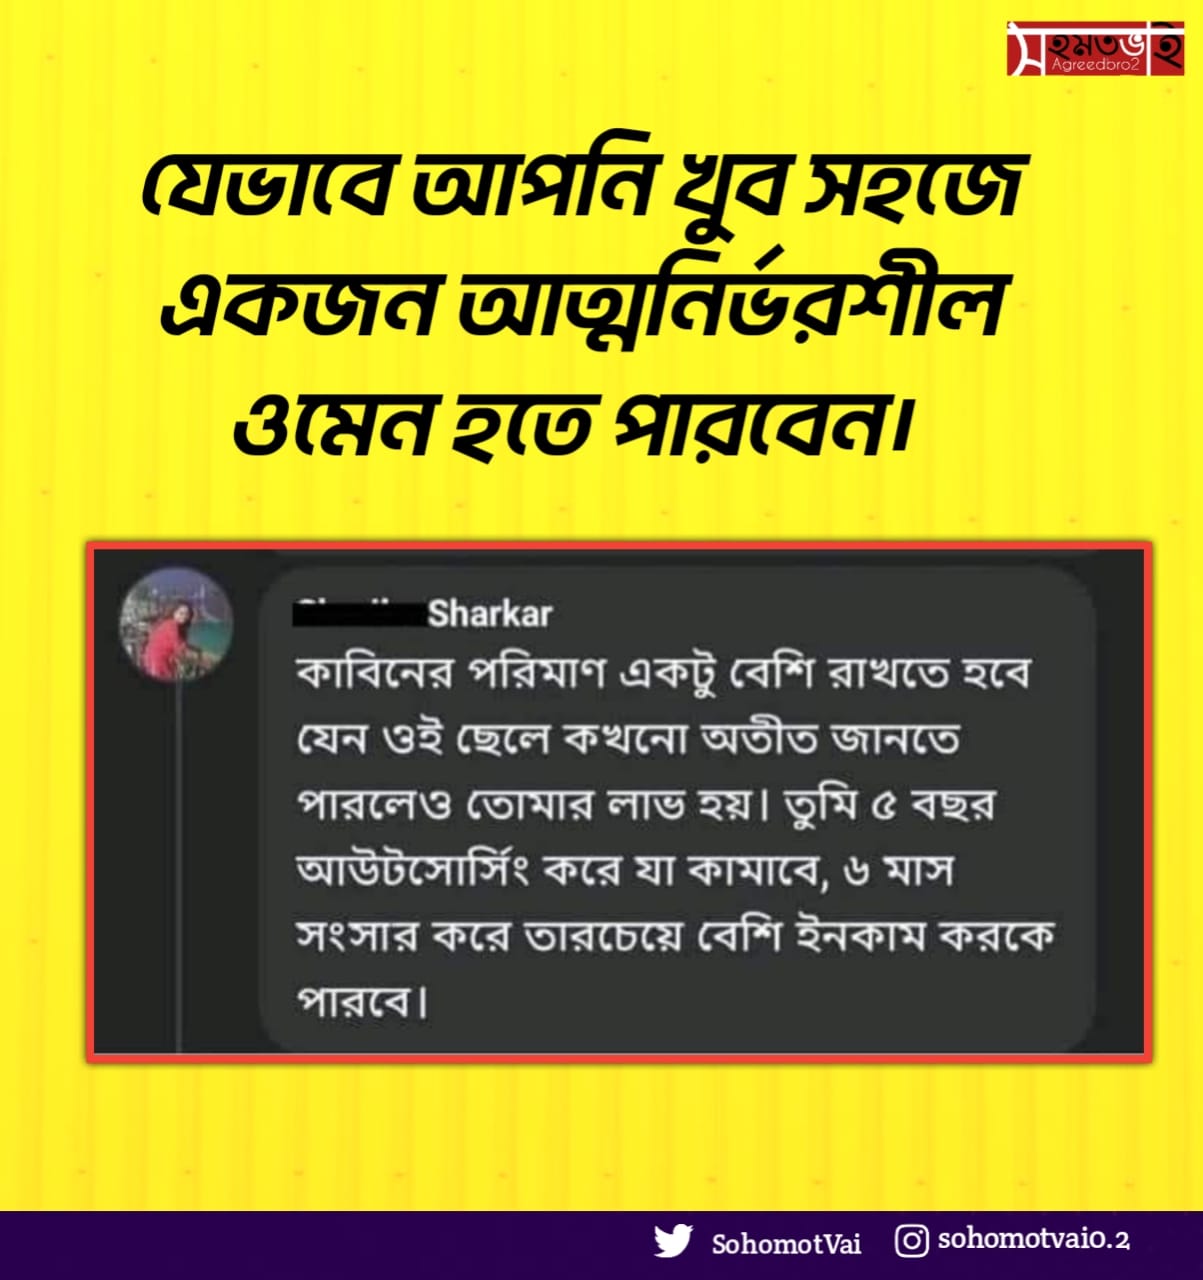 সহমতভাই
Agreedbro2
যেভাবে আপনি খুব সহজে
একজন আত্মনির্ভরশীল
ওমেন হতে পারবেন।
Sharkar
কাবিনের পরিমাণ একটু বেশি রাখতে হবে
যেন ওই ছেলে কখনো অতীত জানতে
পারলেও তোমার লাভ হয়। তুমি ৫ বছর
আউটসোর্সিং করে যা কামাবে, ৬ মাস
সংসার করে তারচেয়ে বেশি ইনকাম করকে
পারবে।
SohomotVai sohomotvai0.2